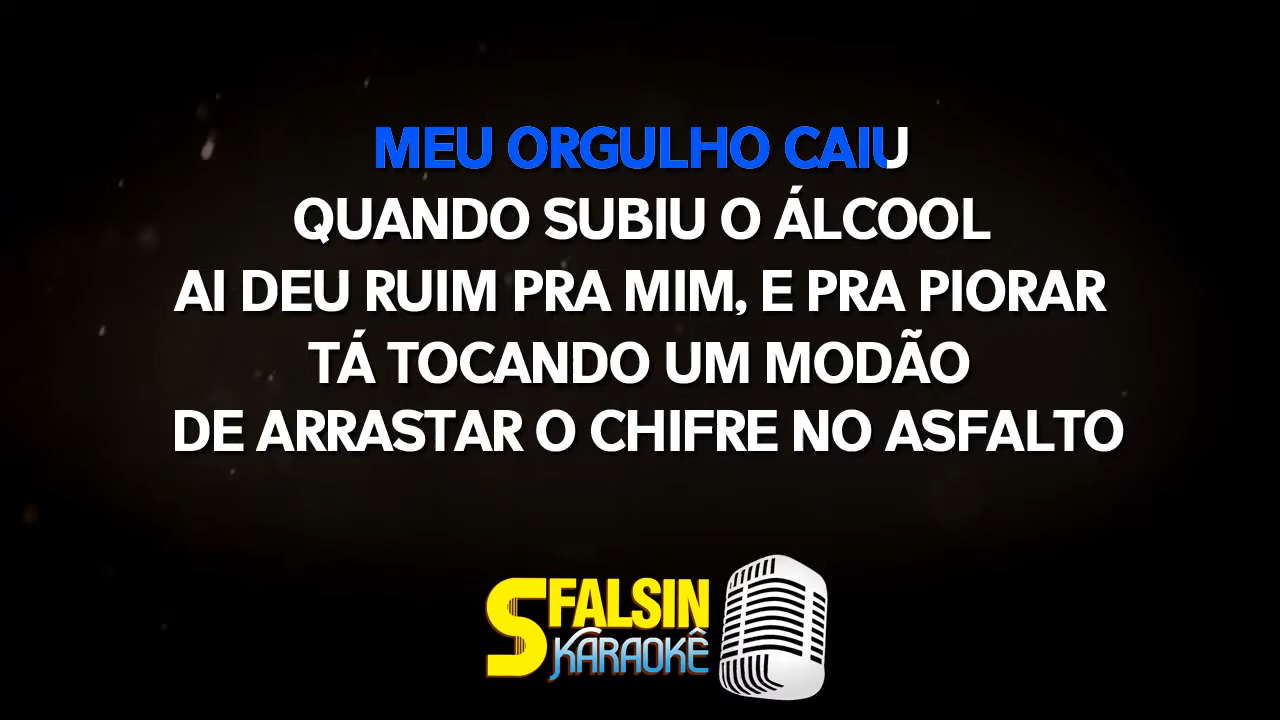 MEU ORGULHO CAIU
QUANDO SUBIU O ÁLCOOL
AI DEU RUIM PRA MIM, E PRA PIORAR
TÁ TOCANDO UM MODÃO
DE ARRASTAR O CHIFRE NO ASFALTO
SFALSIN
KARAOKÊ